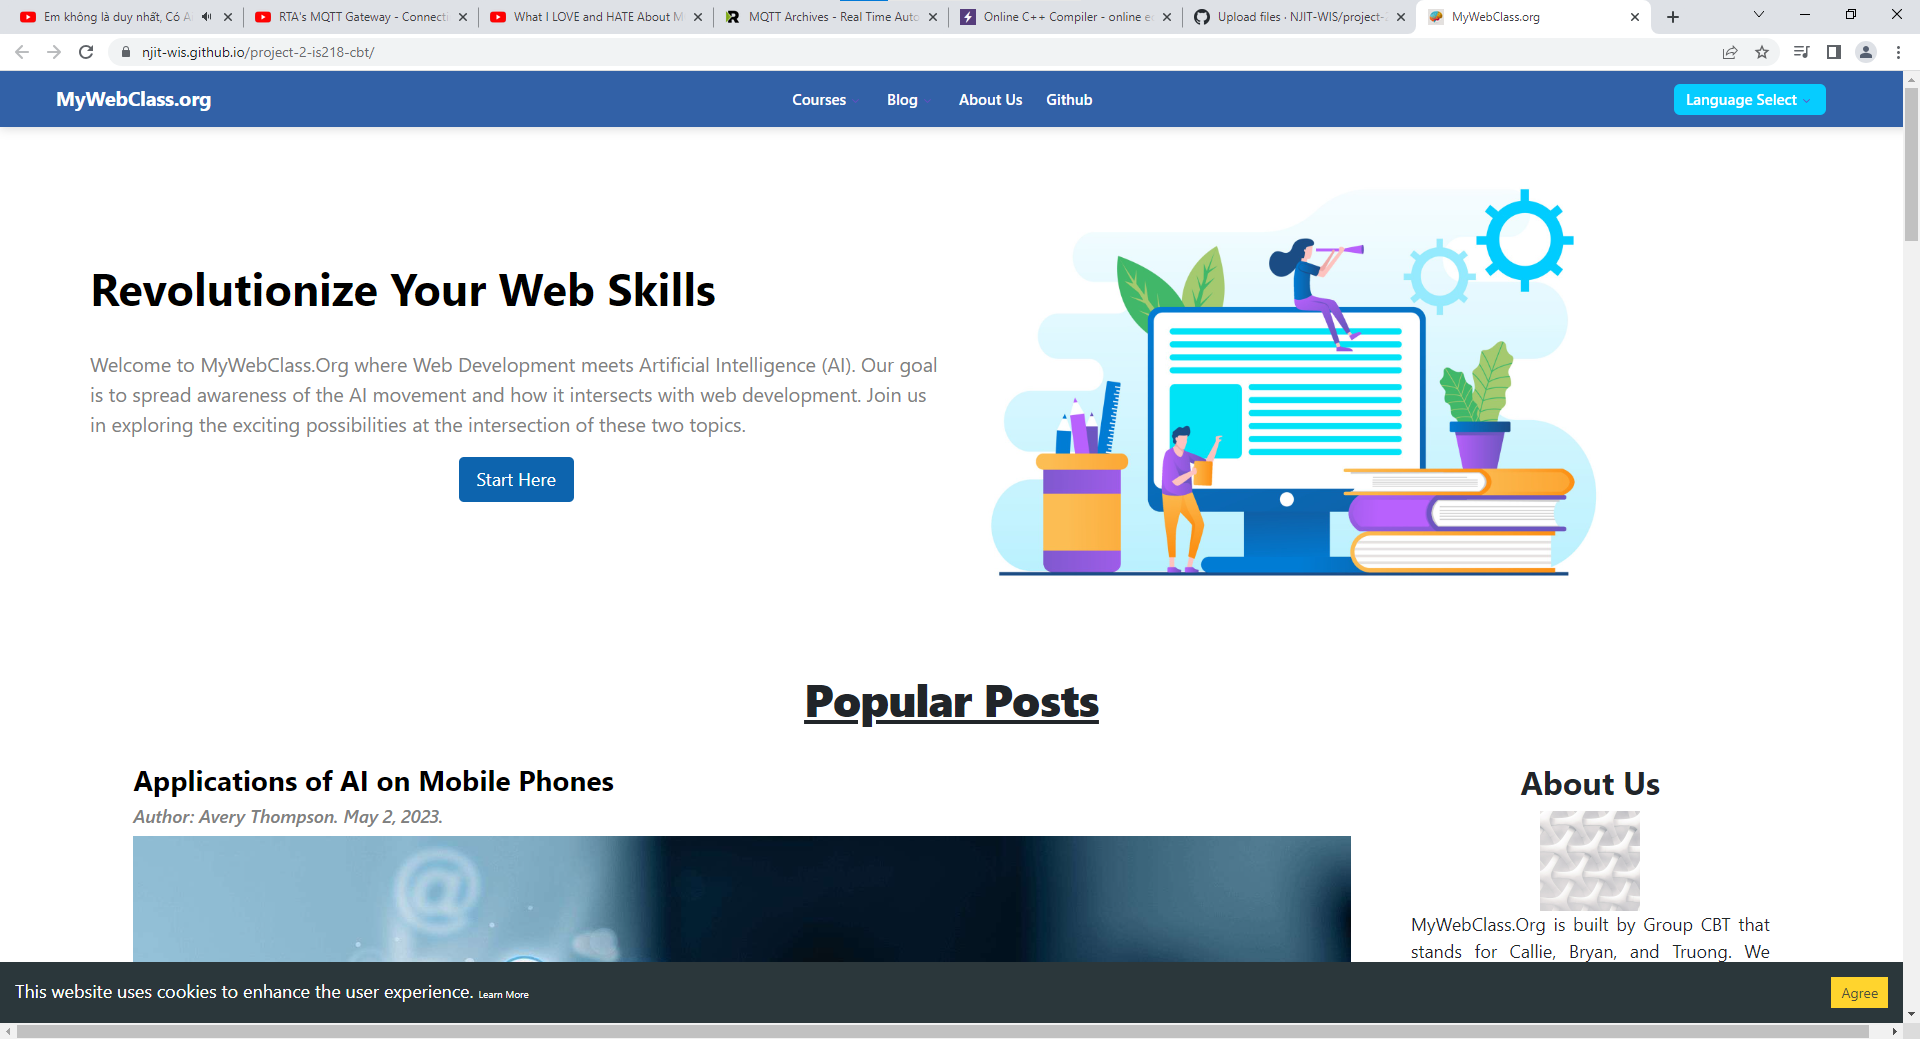 Em không là duy nhất, Có A
RTA's MQTT Gateway - Connecti
What I LOVE and HATE About M
MQTT Archives - Real Time Auto
Online C++ Compiler - online e
Upload files · NJIT-WIS/project-2
MyWebClass.org
njit-wis.github.io/project-2-is218-cbt/
MyWebClass.org
Courses
Blog
About Us
Github
Language Select
Revolutionize Your Web Skills
Welcome to MyWebClass.Org where Web Development meets Artificial Intelligence (AI). Our goal
is to spread awareness of the AI movement and how it intersects with web development. Join us
in exploring the exciting possibilities at the intersection of these two topics.
Start Here
Popular Posts
Applications of AI on Mobile Phones
Author: Avery Thompson. May 2, 2023.
About Us
MyWebClass.Org is built by Group CBT that
stands for Callie, Bryan, and Truong. We
This website uses cookies to enhance the user experience. Learn More
Agree